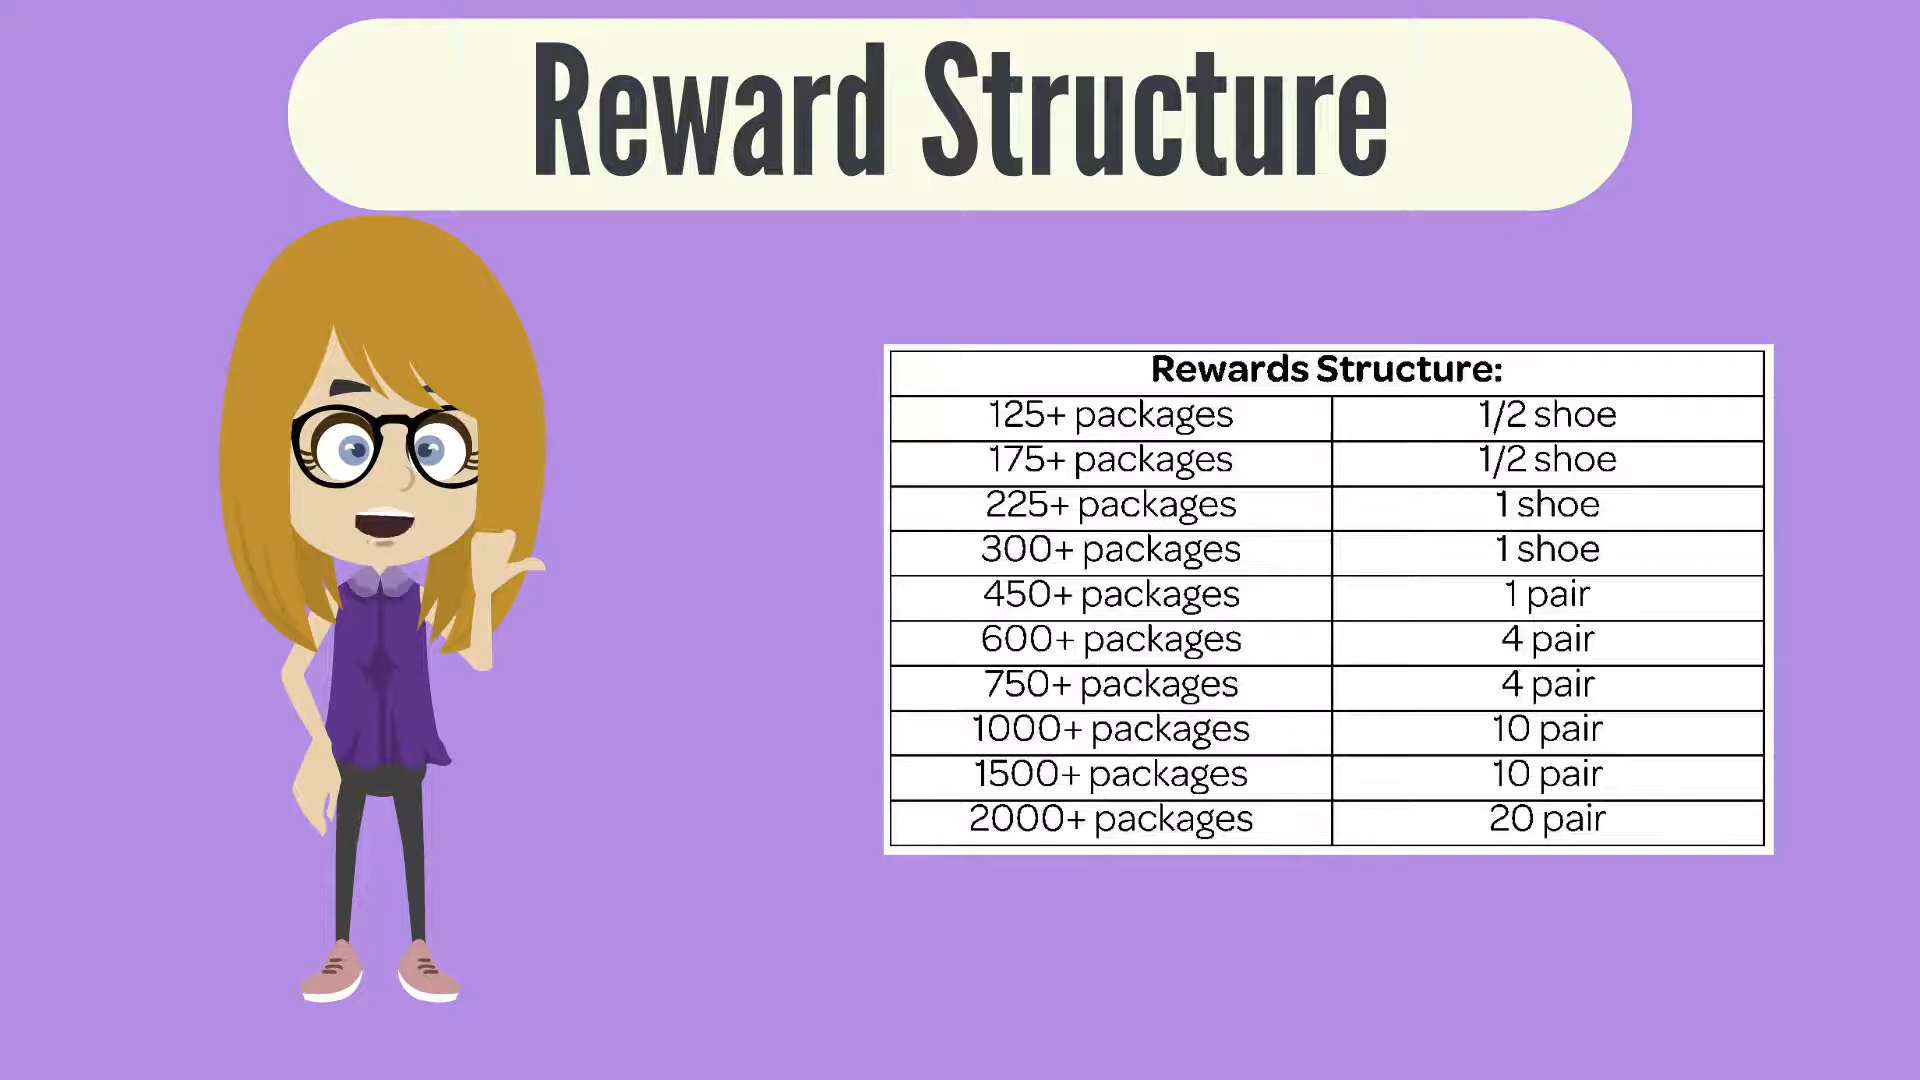 Reward Structure
Rewards Structure:
125+ packages 1/2 shoe
175+ packages 1/2 shoe
225+ packages 1 shoe
300+ packages 1 shoe
450+ packages 1 pair
600+ packages 4 pair
750+ packages 4 pair
1000+ packages 10 pair
1500+ packages 10 pair
2000+ packages 20 pair